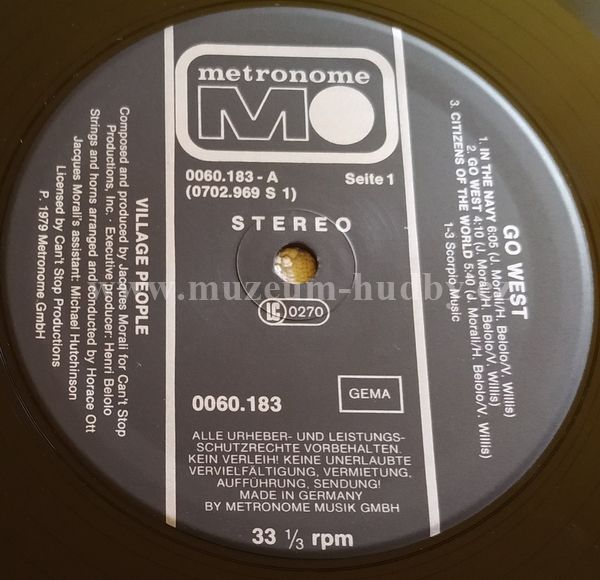 metronome
MO
0060.183 - A Seite 1
(0702.969 S 1)
STEREO
LC 0270
0060.183
GEMA
ALLE URHEBER- UND LEISTUNGS-
SCHUTZRECHTE VORBEHALTEN.
KEIN VERLEIH! KEINE UNERLAUBTE
VERVIELFÄLTIGUNG, VERMIETUNG,
AUFFÜHRUNG, SENDUNG!
MADE IN GERMANY
BY METRONOME MUSIK GMBH
33 1/3 rpm
GO WEST
1. IN THE NAVY 6:05 (J. Morali/H. Belolo/V. Willis)
2. GO WEST 4:10 (J. Morali/H. Belolo/V. Willis)
3. CITIZENS OF THE WORLD 5:40 (J. Morali/H. Belolo/V. Willis)
1-3 Scorpio Music
VILLAGE PEOPLE
Composed and produced by Jacques Morali for Can't Stop
Productions, Inc. · Executive producer: Henri Belolo
Strings and horns arranged and conducted by Horace Ott
Jacques Morali's assistant: Michael Hutchinson
Licensed by Can't Stop Productions
P. 1979 Metronome GmbH
www.muzeum-hudby